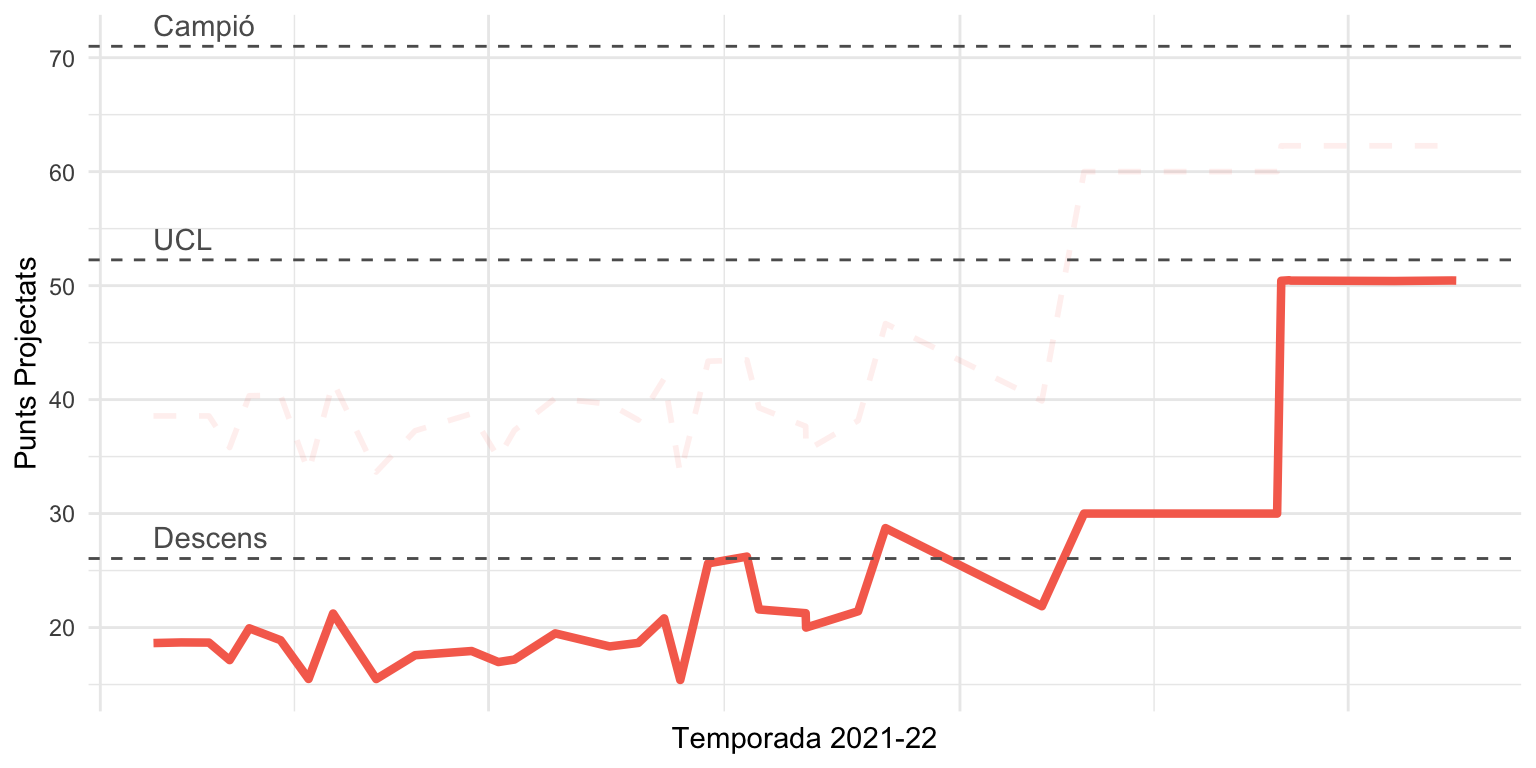 Campió
70
60
UCL
50
40
30
Descens
20
Punts Projectats
Temporada 2021-22